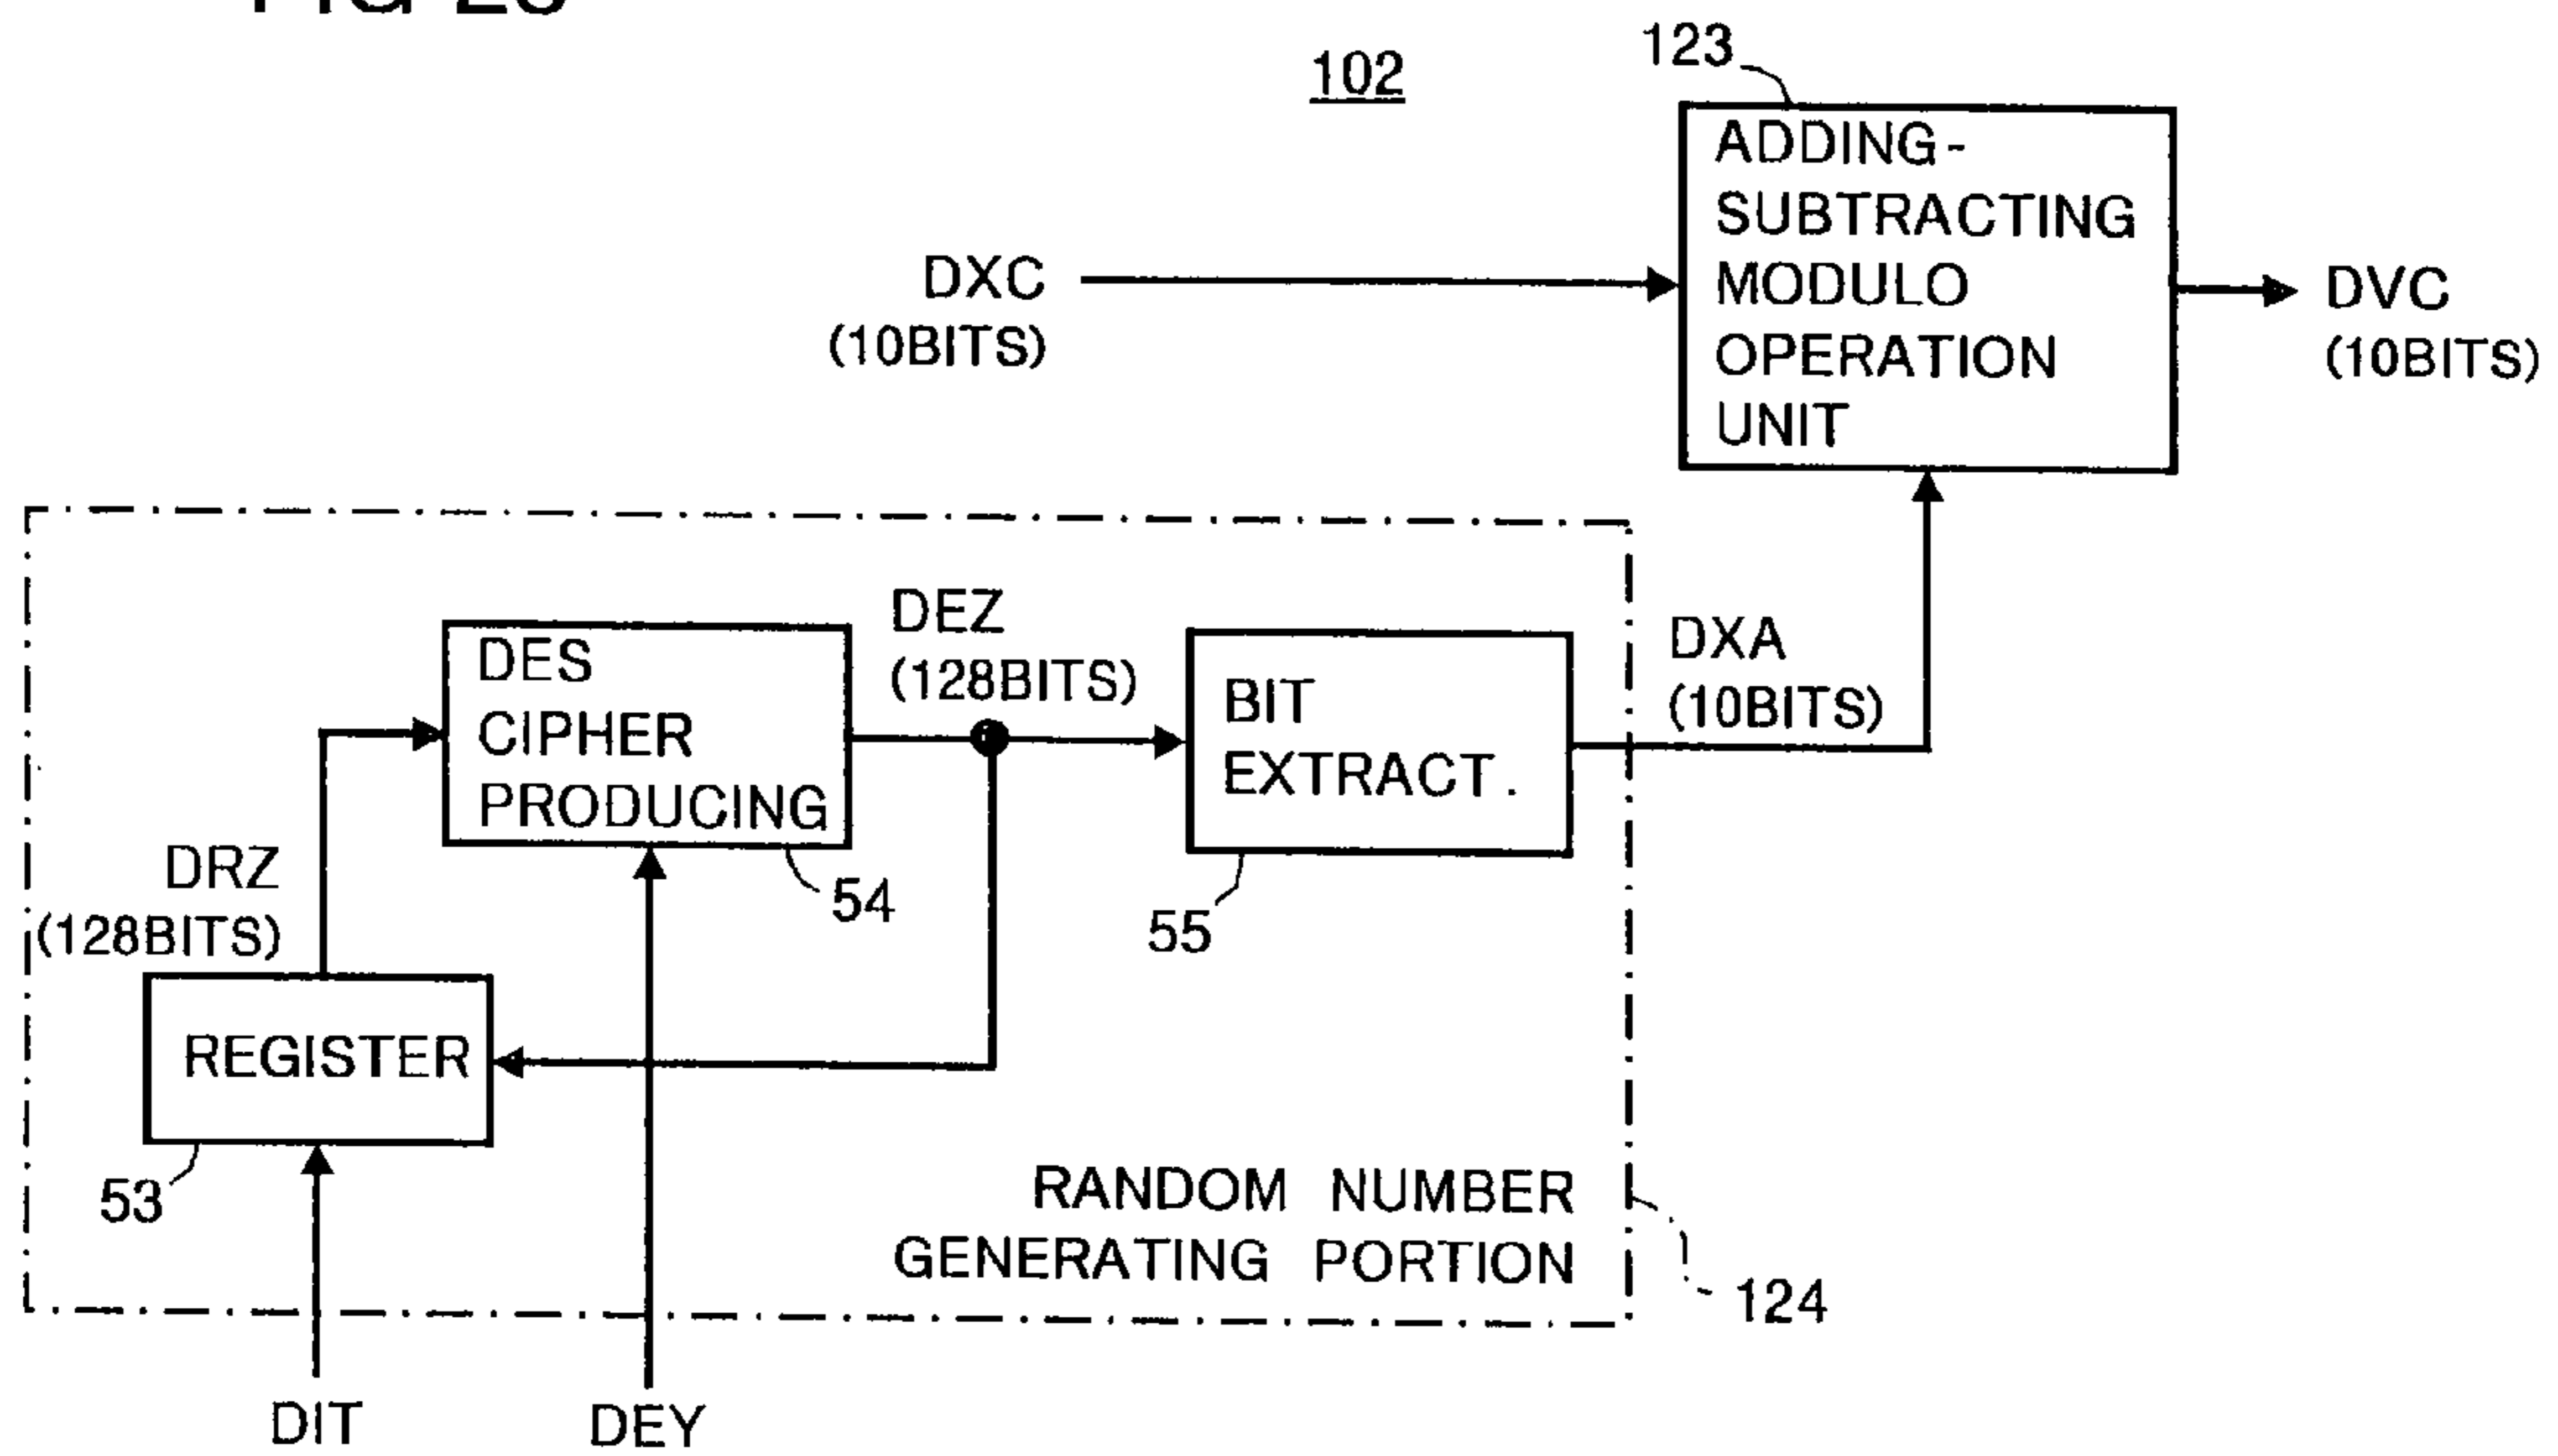 102
123
ADDING-
SUBTRACTING
MODULO
OPERATION
UNIT
DXC
(10BITS)
DVC
(10BITS)
DES
CIPHER
PRODUCING
DEZ
(128BITS)
BIT
EXTRACT.
DXA
(10BITS)
DRZ
(128BITS)
54
55
REGISTER
53
RANDOM NUMBER
GENERATING PORTION
124
DIT
DEY